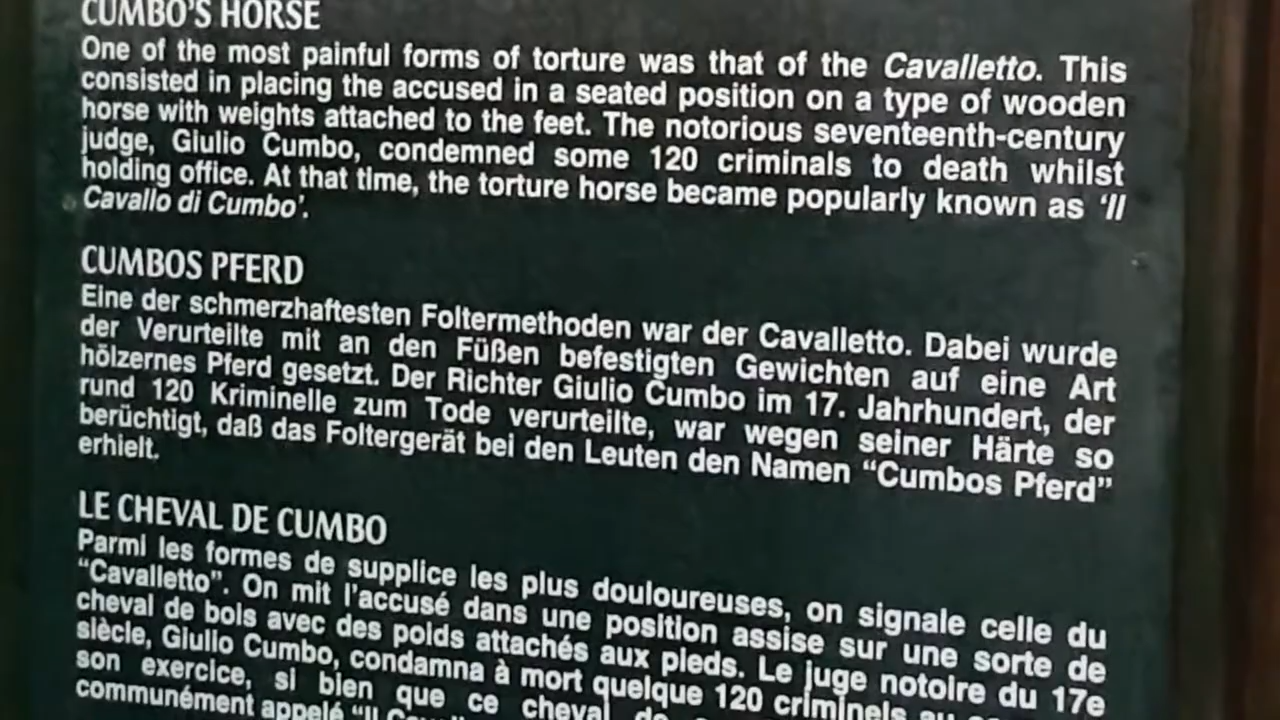 CUMBO'S HORSE
One of the most painful forms of torture was that of the Cavalletto. This
consisted in placing the accused in a seated position on a type of wooden
horse with weights attached to the feet. The notorious seventeenth-century
judge, Giulio Cumbo, condemned some 120 criminals to death whilst
holding office. At that time, the torture horse became popularly known as 'Il
Cavallo di Cumbo'.
CUMBOS PFERD
Eine der schmerzhaftesten Foltermethoden war der Cavalletto. Dabei wurde
der Verurteilte mit an den Füßen befestigten Gewichten auf eine Art
hölzernes Pferd gesetzt. Der Richter Giulio Cumbo im 17. Jahrhundert, der
rund 120 Kriminelle zum Tode verurteilte, war wegen seiner Härte so
berüchtigt, daß das Foltergerät bei den Leuten den Namen "Cumbos Pferd"
erhielt.
LE CHEVAL DE CUMBO
Parmi les formes de supplice les plus douloureuses, on signale celle du
"Cavalletto". On mit l'accusé dans une position assise sur une sorte de
cheval de bois avec des poids attachés aux pieds. Le juge notoire du 17e
siècle, Giulio Cumbo, condamna à mort quelque 120 criminels au
son exercice, si bien que ce cheval de
communément appelé "Il